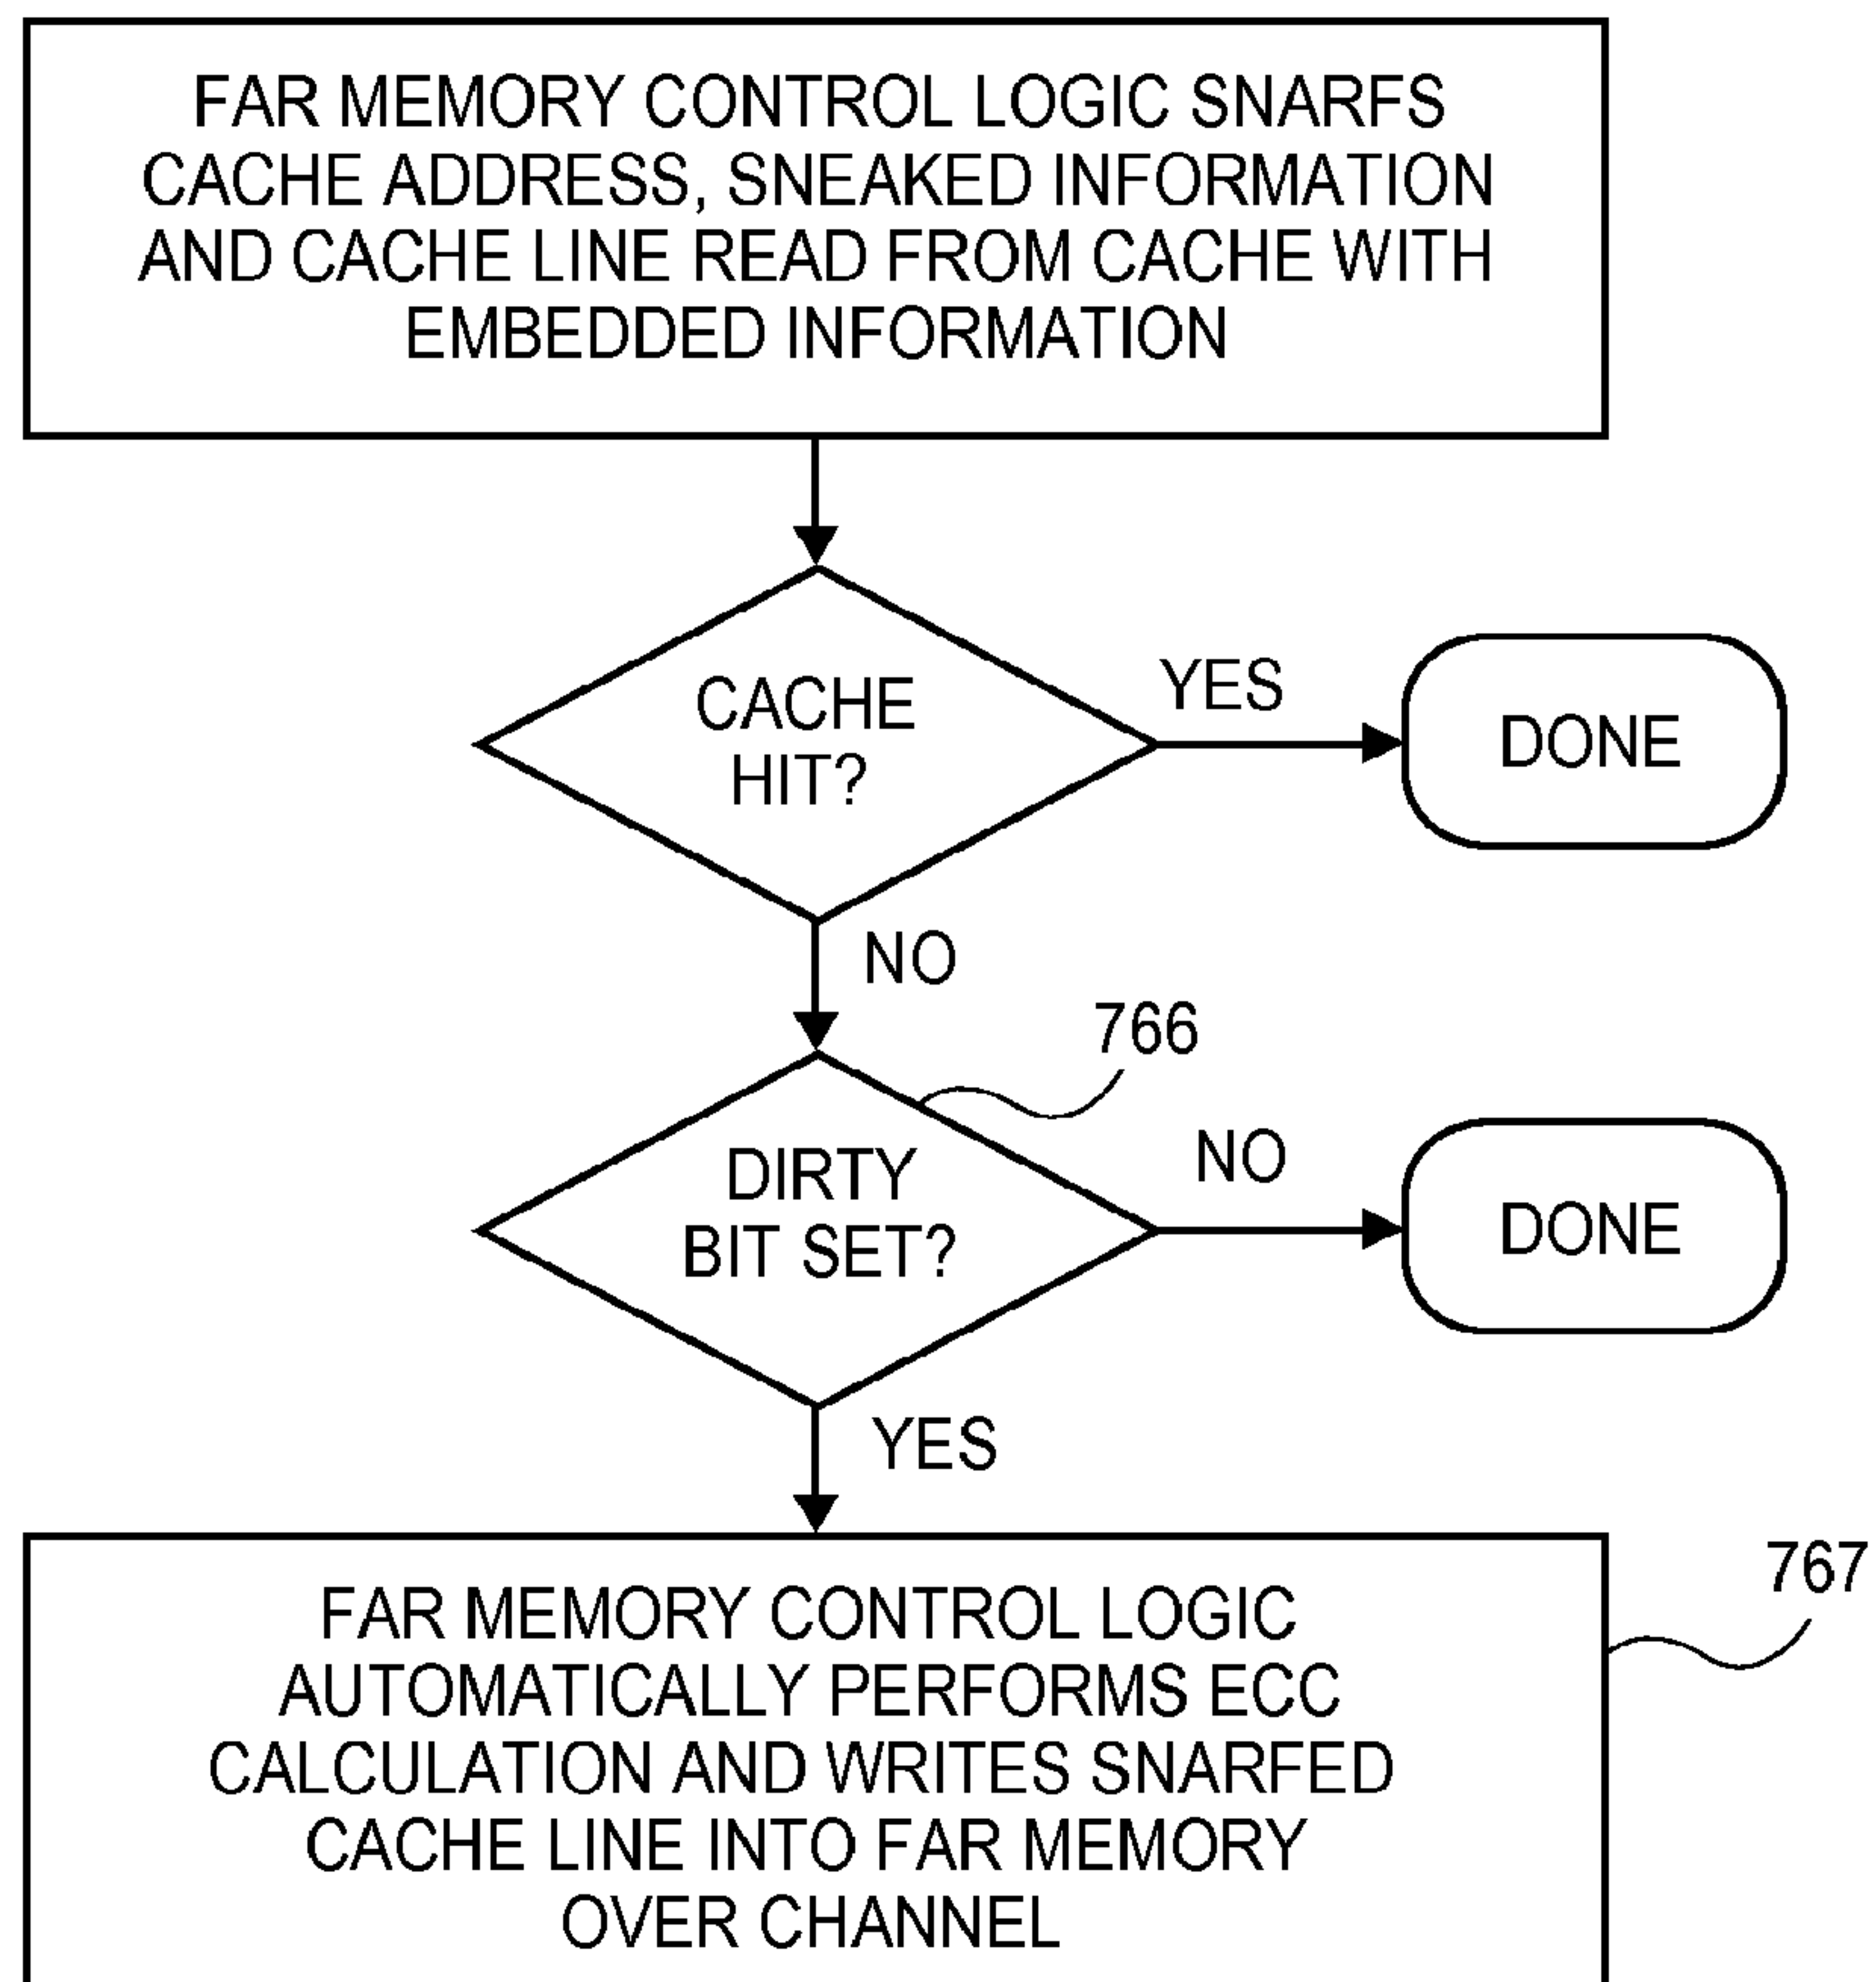 FAR MEMORY CONTROL LOGIC SNARFS
CACHE ADDRESS, SNEAKED INFORMATION
AND CACHE LINE READ FROM CACHE WITH
EMBEDDED INFORMATION
CACHE
HIT?
YES
DONE
NO
766
DIRTY
BIT SET?
NO
DONE
YES
767
FAR MEMORY CONTROL LOGIC
AUTOMATICALLY PERFORMS ECC
CALCULATION AND WRITES SNARFED
CACHE LINE INTO FAR MEMORY
OVER CHANNEL